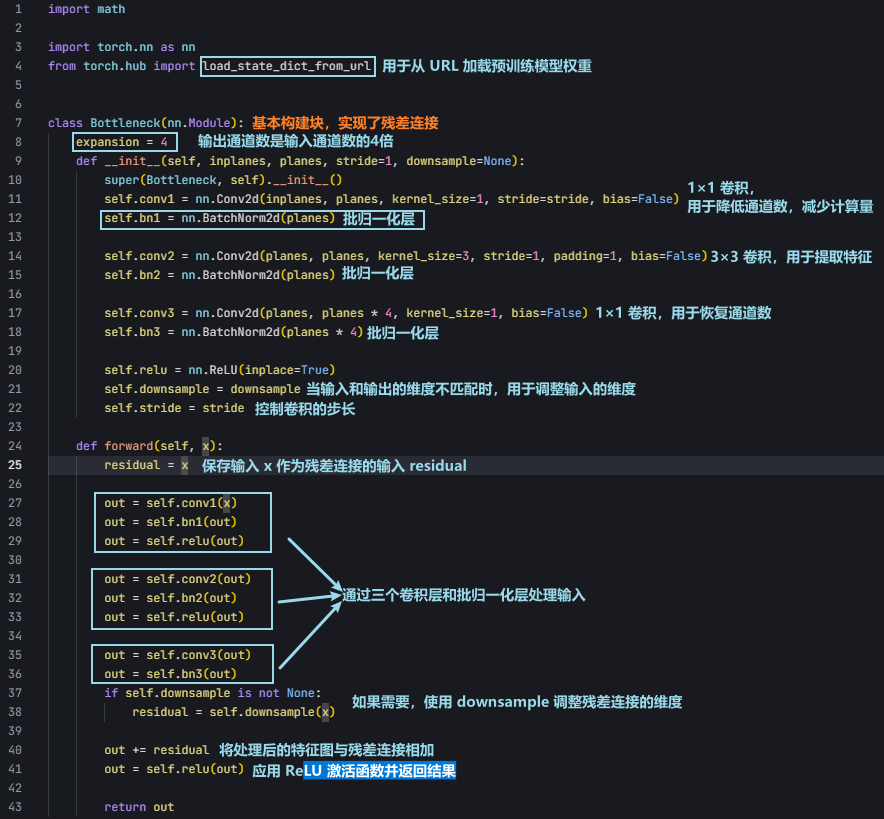 1 import math
2
3 import torch.nn as nn
4 from torch.hub import load_state_dict_from_url 用于从 URL 加载预训练模型权重
5
6
7 class Bottleneck(nn.Module): 基本构建块，实现了残差连接
8 expansion = 4 输出通道数是输入通道数的4倍
9 def __init__(self, inplanes, planes, stride=1, downsample=None):
10 super(Bottleneck, self).__init__()
11 self.conv1 = nn.Conv2d(inplanes, planes, kernel_size=1, stride=stride, bias=False) 1×1 卷积，
用于降低通道数，减少计算量
12 self.bn1 = nn.BatchNorm2d(planes) 批归一化层
13
14 self.conv2 = nn.Conv2d(planes, planes, kernel_size=3, stride=1, padding=1, bias=False) 3×3 卷积，用于提取特征
15 self.bn2 = nn.BatchNorm2d(planes) 批归一化层
16
17 self.conv3 = nn.Conv2d(planes, planes * 4, kernel_size=1, bias=False) 1×1 卷积，用于恢复通道数
18 self.bn3 = nn.BatchNorm2d(planes * 4) 批归一化层
19
20 self.relu = nn.ReLU(inplace=True)
21 self.downsample = downsample 当输入和输出的维度不匹配时，用于调整输入的维度
22 self.stride = stride 控制卷积的步长
23
24 def forward(self, x):
25 residual = x 保存输入 x 作为残差连接的输入 residual
26
27 out = self.conv1(x)
28 out = self.bn1(out)
29 out = self.relu(out)
30
31 out = self.conv2(out)
32 out = self.bn2(out) 通过三个卷积层和批归一化层处理输入
33 out = self.relu(out)
34
35 out = self.conv3(out)
36 out = self.bn3(out)
37 if self.downsample is not None: 如果需要，使用 downsample 调整残差连接的维度
38 residual = self.downsample(x)
39
40 out += residual 将处理后的特征图与残差连接相加
41 out = self.relu(out) 应用 ReLU 激活函数并返回结果
42
43 return out